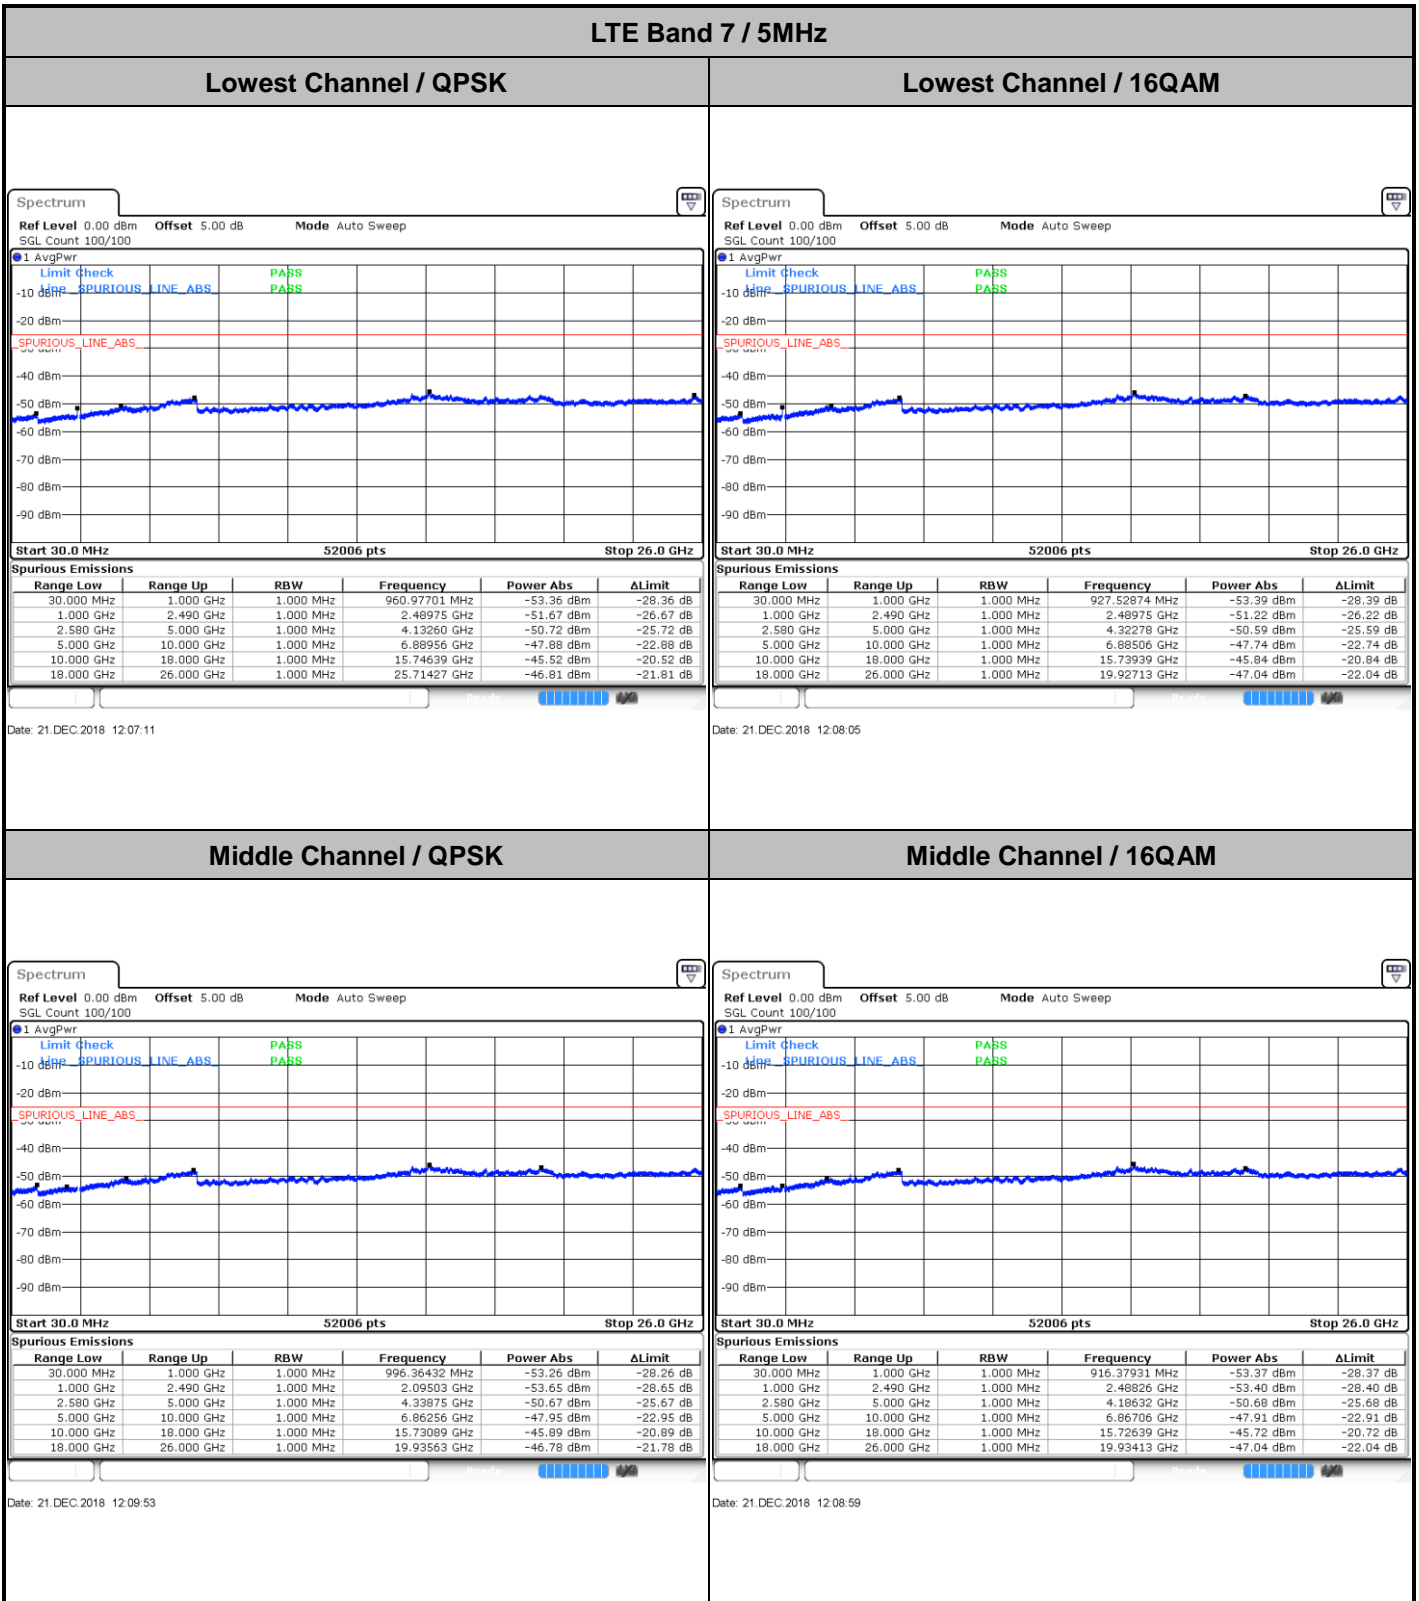 LTE Band 7 / 5MHz
Lowest Channel / QPSK
Lowest Channel / 16QAM
Spectrum
Ref Level 0.00 dBm Offset 5.00 dB Mode Auto Sweep
SGL Count 100/100
1 AvgPwr
Limit Check PASS
Line _SPURIOUS_LINE_ABS_ PASS
-10 dBm
-20 dBm
_SPURIOUS_LINE_ABS_
-30 dBm
-40 dBm
-50 dBm
-60 dBm
-70 dBm
-80 dBm
-90 dBm
Start 30.0 MHz 52006 pts Stop 26.0 GHz
Spurious Emissions
Range Low Range Up RBW Frequency Power Abs ΔLimit
30.000 MHz 1.000 GHz 1.000 MHz 960.97701 MHz -53.36 dBm -28.36 dB
1.000 GHz 2.490 GHz 1.000 MHz 2.48975 GHz -51.67 dBm -26.67 dB
2.580 GHz 5.000 GHz 1.000 MHz 4.13260 GHz -50.72 dBm -25.72 dB
5.000 GHz 10.000 GHz 1.000 MHz 6.88956 GHz -47.88 dBm -22.88 dB
10.000 GHz 18.000 GHz 1.000 MHz 15.74639 GHz -45.52 dBm -20.52 dB
18.000 GHz 26.000 GHz 1.000 MHz 25.71427 GHz -46.81 dBm -21.81 dB
Ready
Date: 21.DEC.2018 12:07:11
Spectrum
Ref Level 0.00 dBm Offset 5.00 dB Mode Auto Sweep
SGL Count 100/100
1 AvgPwr
Limit Check PASS
Line _SPURIOUS_LINE_ABS_ PASS
-10 dBm
-20 dBm
_SPURIOUS_LINE_ABS_
-30 dBm
-40 dBm
-50 dBm
-60 dBm
-70 dBm
-80 dBm
-90 dBm
Start 30.0 MHz 52006 pts Stop 26.0 GHz
Spurious Emissions
Range Low Range Up RBW Frequency Power Abs ΔLimit
30.000 MHz 1.000 GHz 1.000 MHz 927.52874 MHz -53.39 dBm -28.39 dB
1.000 GHz 2.490 GHz 1.000 MHz 2.48975 GHz -51.22 dBm -26.22 dB
2.580 GHz 5.000 GHz 1.000 MHz 4.32278 GHz -50.59 dBm -25.59 dB
5.000 GHz 10.000 GHz 1.000 MHz 6.88506 GHz -47.74 dBm -22.74 dB
10.000 GHz 18.000 GHz 1.000 MHz 15.73939 GHz -45.84 dBm -20.84 dB
18.000 GHz 26.000 GHz 1.000 MHz 19.92713 GHz -47.04 dBm -22.04 dB
Ready
Date: 21.DEC.2018 12:08:05
Middle Channel / QPSK
Middle Channel / 16QAM
Spectrum
Ref Level 0.00 dBm Offset 5.00 dB Mode Auto Sweep
SGL Count 100/100
1 AvgPwr
Limit Check PASS
Line _SPURIOUS_LINE_ABS_ PASS
-10 dBm
-20 dBm
_SPURIOUS_LINE_ABS_
-30 dBm
-40 dBm
-50 dBm
-60 dBm
-70 dBm
-80 dBm
-90 dBm
Start 30.0 MHz 52006 pts Stop 26.0 GHz
Spurious Emissions
Range Low Range Up RBW Frequency Power Abs ΔLimit
30.000 MHz 1.000 GHz 1.000 MHz 996.36432 MHz -53.26 dBm -28.26 dB
1.000 GHz 2.490 GHz 1.000 MHz 2.09503 GHz -53.65 dBm -28.65 dB
2.580 GHz 5.000 GHz 1.000 MHz 4.33875 GHz -50.67 dBm -25.67 dB
5.000 GHz 10.000 GHz 1.000 MHz 6.86256 GHz -47.95 dBm -22.95 dB
10.000 GHz 18.000 GHz 1.000 MHz 15.73089 GHz -45.89 dBm -20.89 dB
18.000 GHz 26.000 GHz 1.000 MHz 19.93563 GHz -46.78 dBm -21.78 dB
Ready
Date: 21.DEC.2018 12:09:53
Spectrum
Ref Level 0.00 dBm Offset 5.00 dB Mode Auto Sweep
SGL Count 100/100
1 AvgPwr
Limit Check PASS
Line _SPURIOUS_LINE_ABS_ PASS
-10 dBm
-20 dBm
_SPURIOUS_LINE_ABS_
-30 dBm
-40 dBm
-50 dBm
-60 dBm
-70 dBm
-80 dBm
-90 dBm
Start 30.0 MHz 52006 pts Stop 26.0 GHz
Spurious Emissions
Range Low Range Up RBW Frequency Power Abs ΔLimit
30.000 MHz 1.000 GHz 1.000 MHz 916.37931 MHz -53.37 dBm -28.37 dB
1.000 GHz 2.490 GHz 1.000 MHz 2.48826 GHz -53.40 dBm -28.40 dB
2.580 GHz 5.000 GHz 1.000 MHz 4.18632 GHz -50.68 dBm -25.68 dB
5.000 GHz 10.000 GHz 1.000 MHz 6.86706 GHz -47.91 dBm -22.91 dB
10.000 GHz 18.000 GHz 1.000 MHz 15.72639 GHz -45.72 dBm -20.72 dB
18.000 GHz 26.000 GHz 1.000 MHz 19.93413 GHz -47.04 dBm -22.04 dB
Ready
Date: 21.DEC.2018 12:08:59